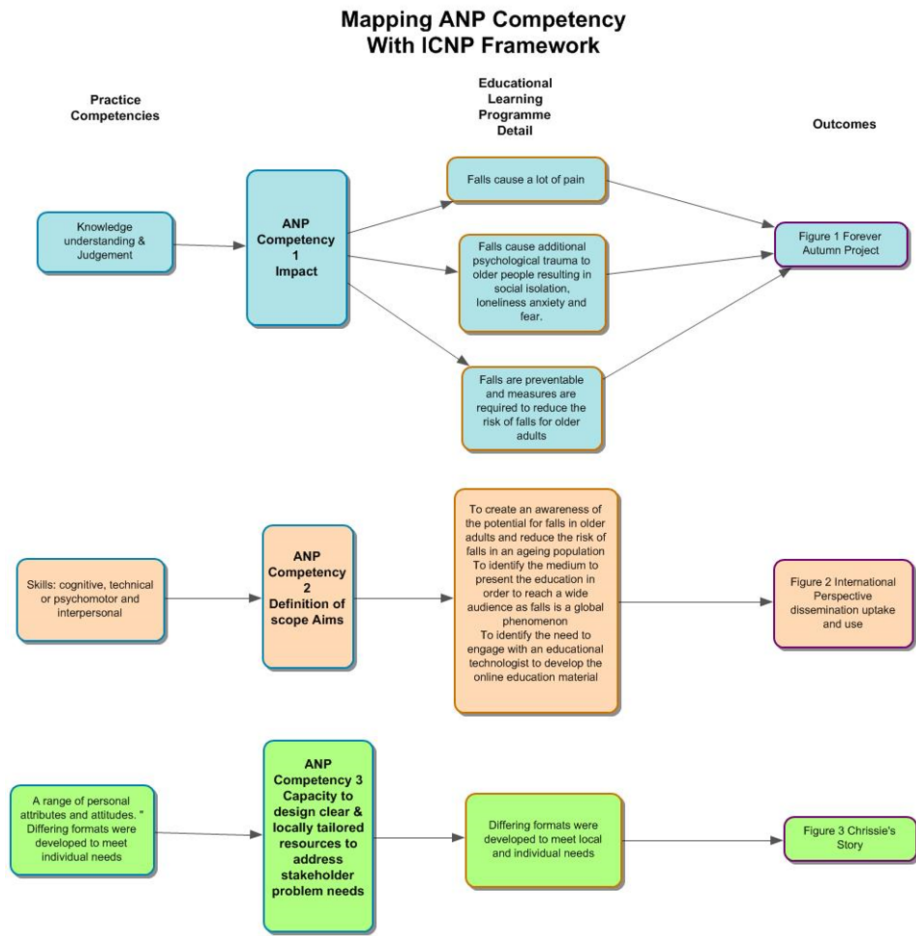 Mapping ANP Competency
With ICNP Framework
Practice
Competencies
Educational
Learning
Programme
Detail
Outcomes
Knowledge
understanding &
Judgement
ANP
Competency
1
Impact
Falls cause a lot of pain
Falls cause additional
psychological trauma to
older people resulting in
social isolation,
loneliness anxiety and
fear.
Falls are preventable
and measures are
required to reduce the
risk of falls for older
adults
Figure 1 Forever
Autumn Project
Skills: cognitive, technical
or psychomotor and
interpersonal
ANP
Competency
2
Definition of
scope Aims
To create an awareness of
the potential for falls in older
adults and reduce the risk of
falls in an ageing population
To identify the medium to
present the education in
order to reach a wide
audience as falls is a global
phenomenon
To identify the need to
engage with an educational
technologist to develop the
online education material
Figure 2 International
Perspective
dissemination uptake
and use
A range of personal
attributes and attitudes. "
Differing formats were
developed to meet
individual needs
ANP
Competency 3
Capacity to
design clear &
locally tailored
resources to
address
stakeholder
problem needs
Differing formats were
developed to meet local
and individual needs
Figure 3 Chrissie's
Story